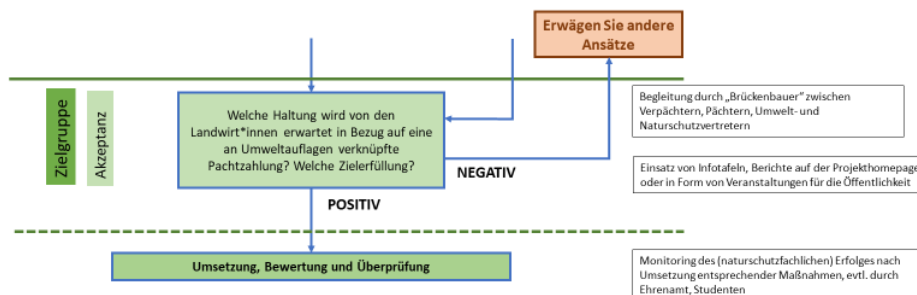 Erwägen Sie andere
Ansätze
Zielgruppe
Akzeptanz
Welche Haltung wird von den
Landwirt*innen erwartet in Bezug auf eine
an Umweltauflagen verknüpfte
Pachtzahlung? Welche Zielerfüllung?
NEGATIV
POSITIV
Umsetzung, Bewertung und Überprüfung
Begleitung durch „Brückenbauer" zwischen
Verpächtern, Pächtern, Umwelt- und
Naturschutzvertretern
Einsatz von Infotafeln, Berichte auf der Projekthomepage
oder in Form von Veranstaltungen für die Öffentlichkeit
Monitoring des (naturschutzfachlichen) Erfolges nach
Umsetzung entsprechender Maßnahmen, evtl. durch
Ehrenamt, Studenten